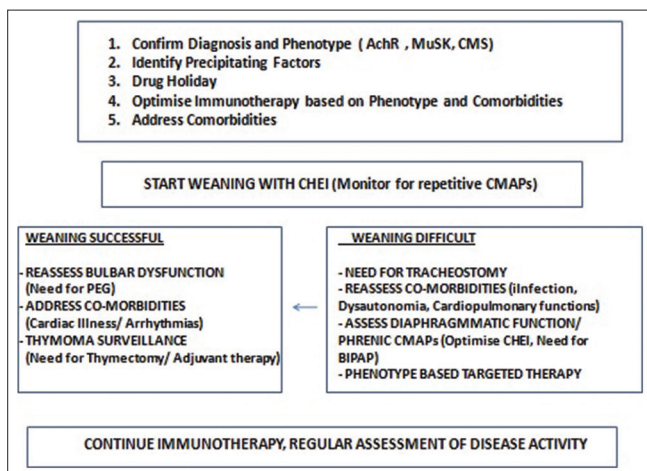 1. Confirm Diagnosis and Phenotype ( AchR , MuSK, CMS)
2. Identify Precipitating Factors
3. Drug Holiday
4. Optimise Immunotherapy based on Phenotype and Comorbidities
5. Address Comorbidities
START WEANING WITH CHEI (Monitor for repetitive CMAPs)
WEANING SUCCESSFUL
- REASSESS BULBAR DYSFUNCTION
(Need for PEG)
- ADDRESS CO-MORBIDITIES
(Cardiac Illness/ Arrhythmias)
- THYMOMA SURVEILLANCE
(Need for Thymectomy/ Adjuvant therapy)
WEANING DIFFICULT
- NEED FOR TRACHEOSTOMY
- REASSESS CO-MORBIDITIES (iInfection,
Dysautonomia, Cardiopulmonary functions)
- ASSESS DIAPHRAGMMATIC FUNCTION/
PHRENIC CMAPs (Optimise CHEI, Need for
BIPAP)
- PHENOTYPE BASED TARGETED THERAPY
CONTINUE IMMUNOTHERAPY, REGULAR ASSESSMENT OF DISEASE ACTIVITY